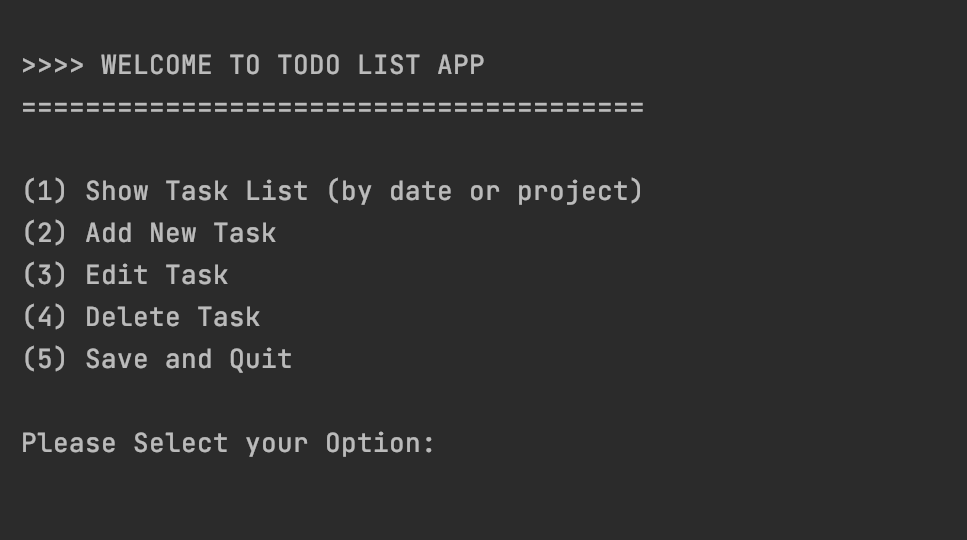 >>>> WELCOME TO TODO LIST APP
=======================================
(1) Show Task List (by date or project)
(2) Add New Task
(3) Edit Task
(4) Delete Task
(5) Save and Quit
Please Select your Option: